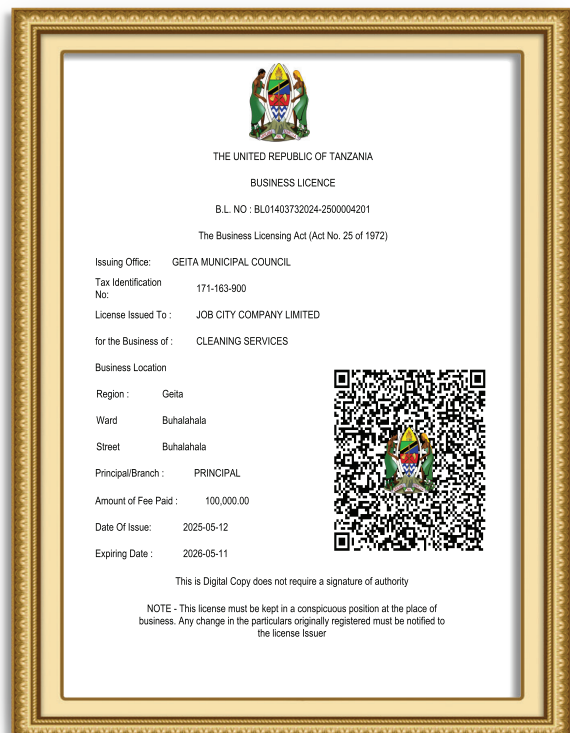 THE UNITED REPUBLIC OF TANZANIA
BUSINESS LICENCE
B.L. NO : BL01403732024-2500004201
The Business Licensing Act (Act No. 25 of 1972)
Issuing Office: GEITA MUNICIPAL COUNCIL
Tax Identification
No: 171-163-900
License Issued To : JOB CITY COMPANY LIMITED
for the Business of : CLEANING SERVICES
Business Location
Region : Geita
Ward Buhalahala
Street Buhalahala
Principal/Branch : PRINCIPAL
Amount of Fee Paid : 100,000.00
Date Of Issue: 2025-05-12
Expiring Date : 2026-05-11
This is Digital Copy does not require a signature of authority
NOTE - This license must be kept in a conspicuous position at the place of
business. Any change in the particulars originally registered must be notified to
the license Issuer